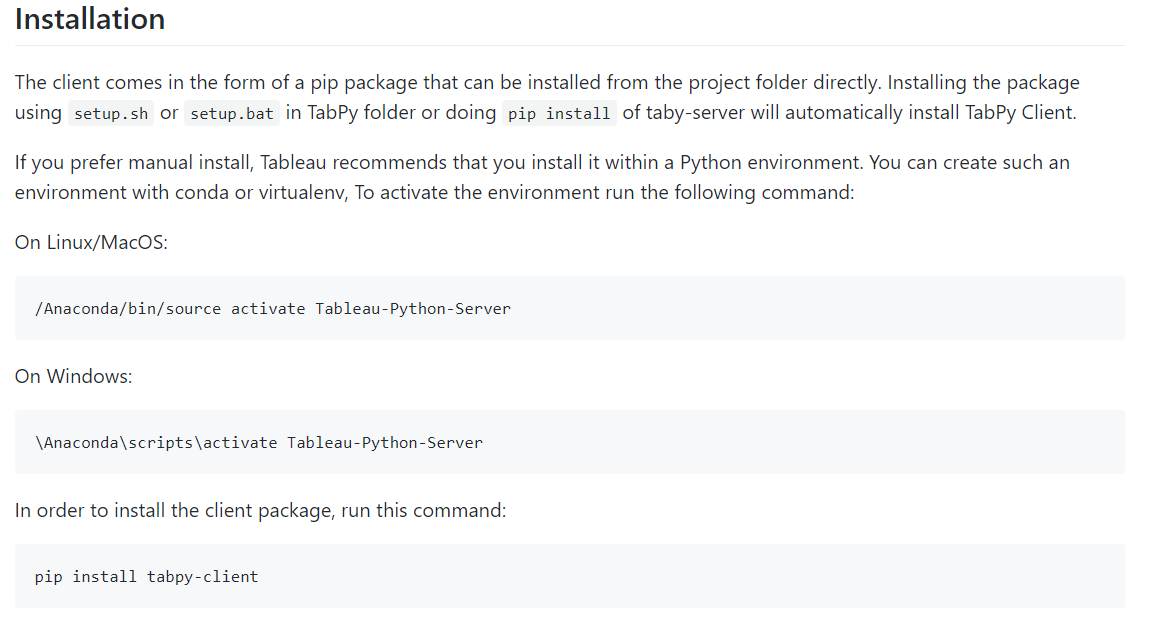 Installation
The client comes in the form of a pip package that can be installed from the project folder directly. Installing the package
using setup.sh or setup.bat in TabPy folder or doing pip install of taby-server will automatically install TabPy Client.
If you prefer manual install, Tableau recommends that you install it within a Python environment. You can create such an
environment with conda or virtualenv, To activate the environment run the following command:
On Linux/MacOS:
/Anaconda/bin/source activate Tableau-Python-Server
On Windows:
\Anaconda\scripts\activate Tableau-Python-Server
In order to install the client package, run this command:
pip install tabpy-client